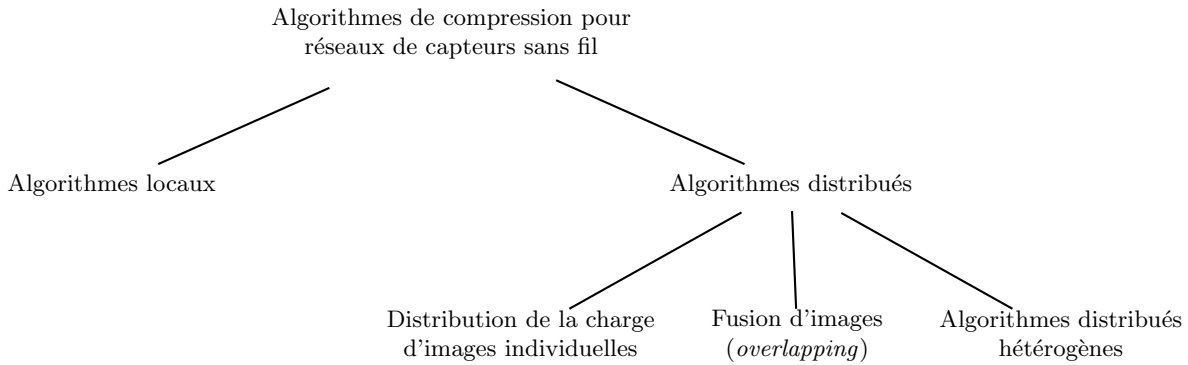 Algorithmes de compression pour
réseaux de capteurs sans fil
Algorithmes locaux
Algorithmes distribués
Distribution de la charge
d'images individuelles
Fusion d'images
(overlapping)
Algorithmes distribués
hétérogènes